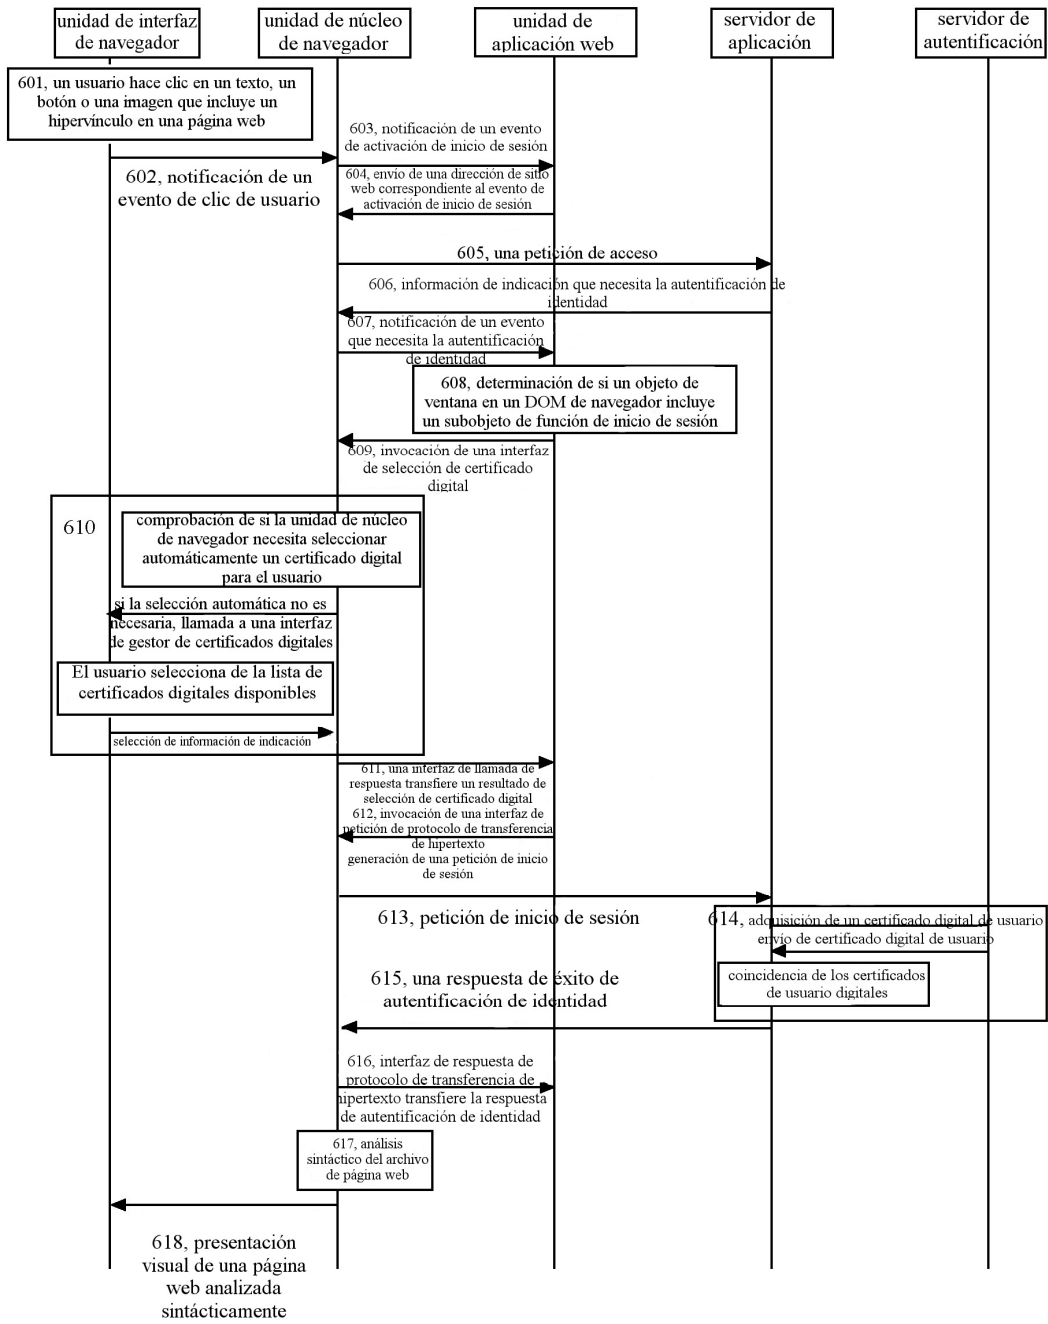 unidad de interfaz
de navegador
unidad de núcleo
de navegador
unidad de
aplicación web
servidor de
aplicación
servidor de
autentificación
601, un usuario hace clic en un texto, un
botón o una imagen que incluye un
hipervínculo en una página web
602, notificación de un
evento de clic de usuario
603, notificación de un evento
de activación de inicio de sesión
604, envío de una dirección de sitio
web correspondiente al evento de
activación de inicio de sesión
605, una petición de acceso
606, información de indicación que necesita la autentificación de
identidad
607, notificación de un evento
que necesita la autentificación
de identidad
608, determinación de si un objeto de
ventana en un DOM de navegador incluye
un subobjeto de función de inicio de sesión
609, invocación de una interfaz
de selección de certificado
digital
610
comprobación de si la unidad de núcleo
de navegador necesita seleccionar
automáticamente un certificado digital
para el usuario
si la selección automática no es
necesaria, llamada a una interfaz
de gestor de certificados digitales
El usuario selecciona de la lista de
certificados digitales disponibles
selección de información de indicación
611, una interfaz de llamada de
respuesta transfiere un resultado de
selección de certificado digital
612, invocación de una interfaz de
petición de protocolo de transferencia
de hipertexto
generación de una petición de inicio
de sesión
613, petición de inicio de sesión
614, adquisición de un certificado digital de usuario
envío de certificado digital de usuario
coincidencia de los certificados
de usuario digitales
615, una respuesta de éxito de
autentificación de identidad
616, interfaz de respuesta de
protocolo de transferencia de
hipertexto transfiere la respuesta
de autentificación de identidad
617, análisis
sintáctico del archivo
de página web
618, presentación
visual de una página
web analizada
sintácticamente